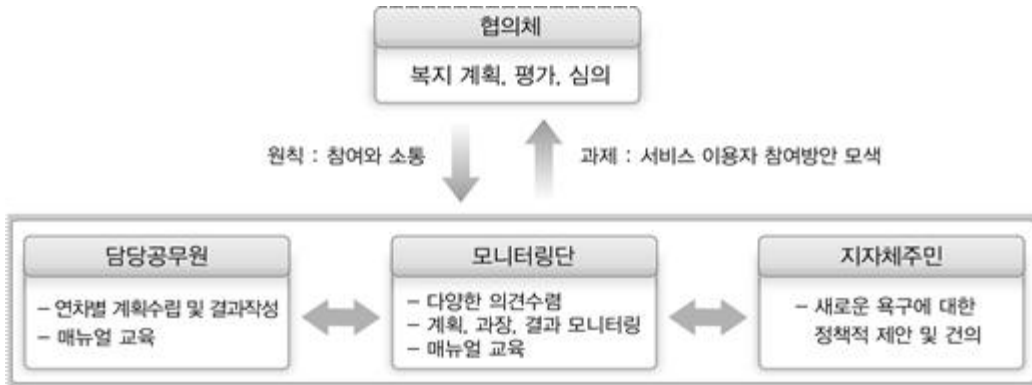 협의체
복지 계획, 평가, 심의
원칙 : 참여와 소통
과제 : 서비스 이용자 참여방안 모색
담당공무원
– 연차별 계획수립 및 결과작성
– 매뉴얼 교육
모니터링단
– 다양한 의견수렴
– 계획, 과장, 결과 모니터링
– 매뉴얼 교육
지자체주민
– 새로운 욕구에 대한
정책적 제안 및 건의